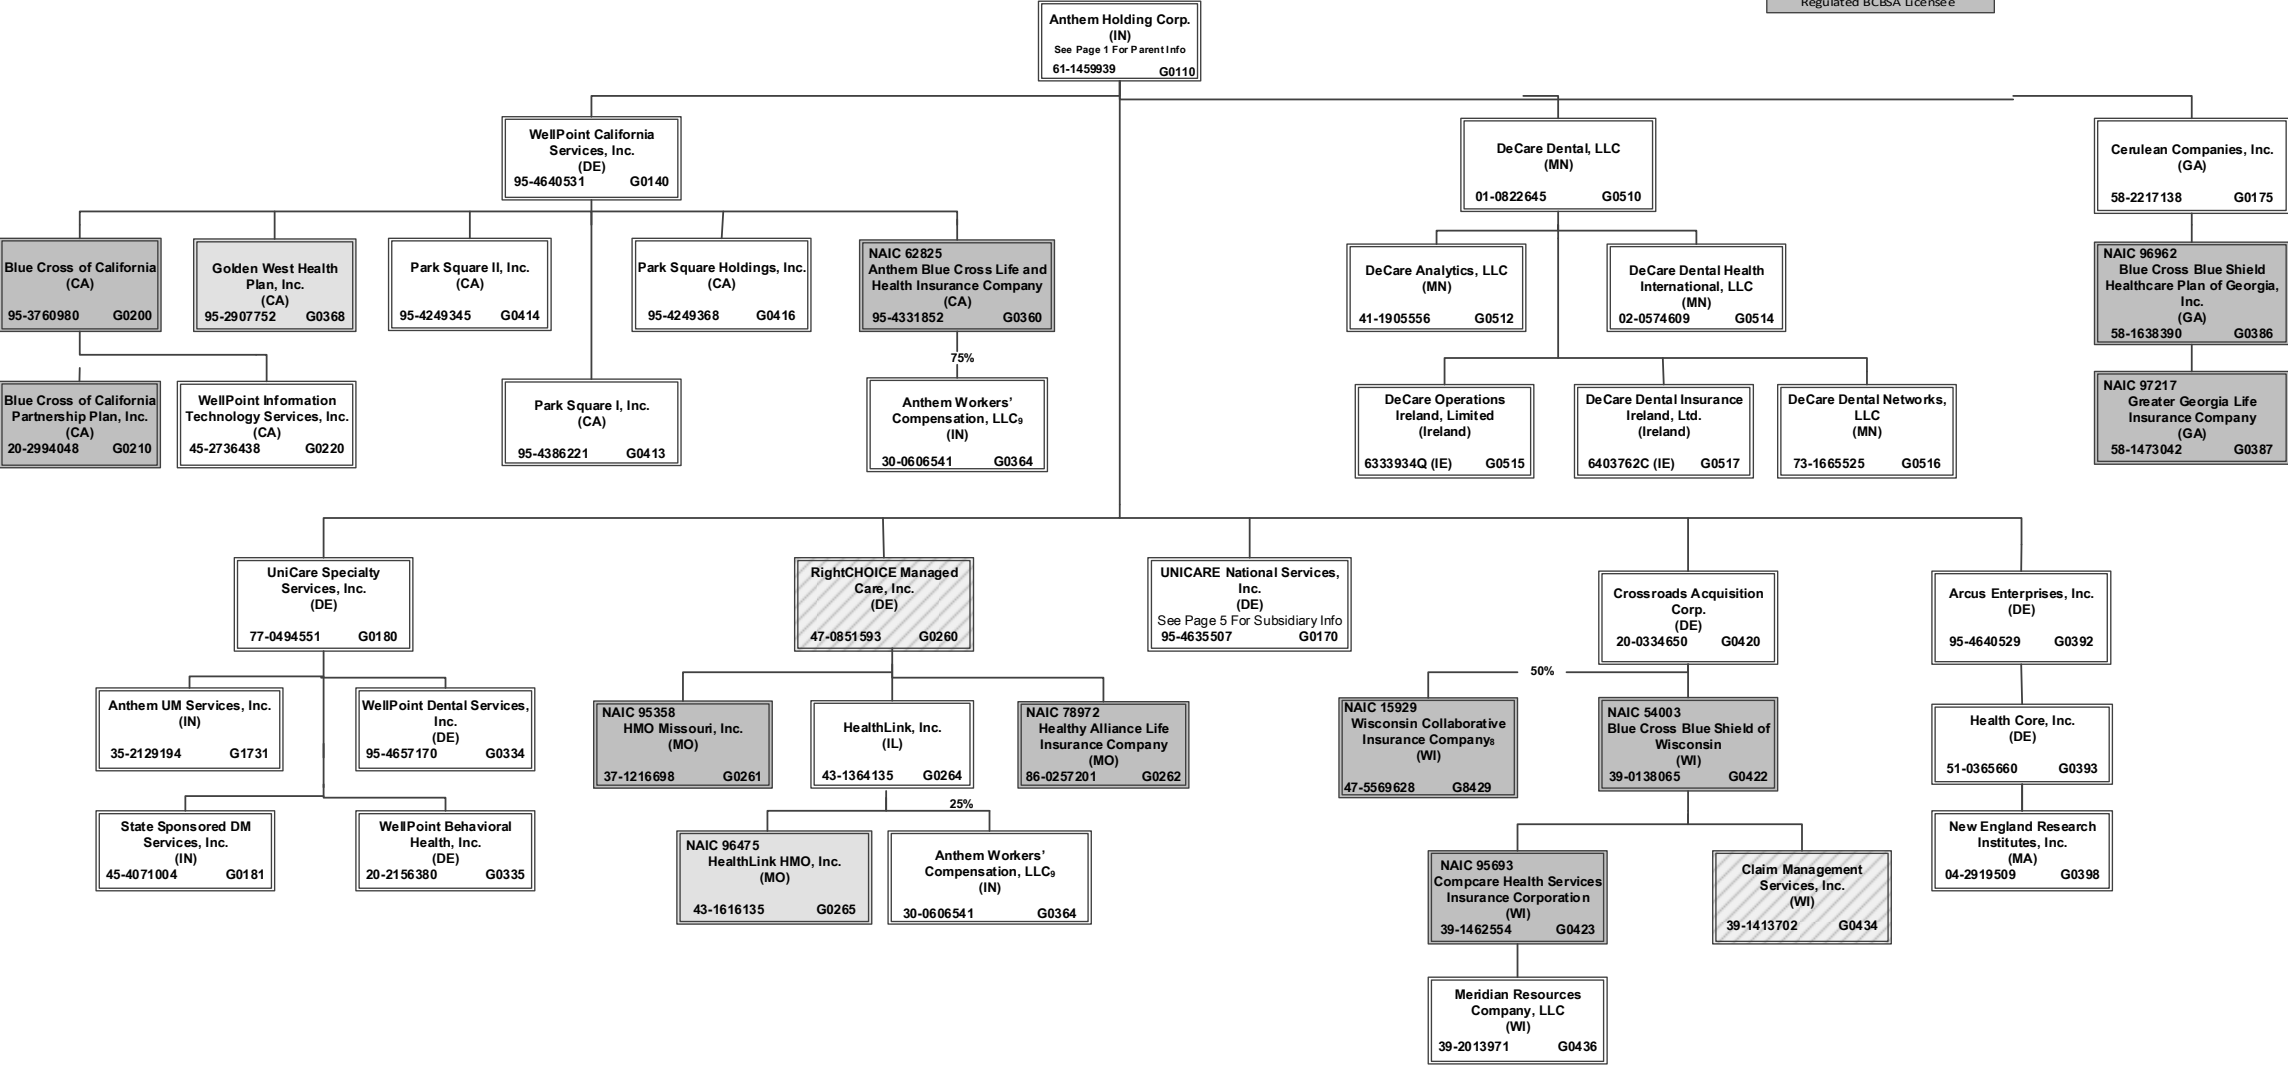 Regulated BCBSA Licensee
Anthem Holding Corp.
(IN)
See Page 1 For Parent Info
61-1459939 G0110
WellPoint California
Services, Inc.
(DE)
95-4640531 G0140
DeCare Dental, LLC
(MN)
01-0822645 G0510
Cerulean Companies, Inc.
(GA)
58-2217138 G0175
Blue Cross of California
(CA)
95-3760980 G0200
Golden West Health
Plan, Inc.
(CA)
95-2907752 G0368
Park Square II, Inc.
(CA)
95-4249345 G0414
Park Square Holdings, Inc.
(CA)
95-4249368 G0416
NAIC 62825
Anthem Blue Cross Life and
Health Insurance Company
(CA)
95-4331852 G0360
DeCare Analytics, LLC
(MN)
41-1905556 G0512
DeCare Dental Health
International, LLC
(MN)
02-0574609 G0514
NAIC 96962
Blue Cross Blue Shield
Healthcare Plan of Georgia,
Inc.
(GA)
58-1638390 G0386
75%
Blue Cross of California
Partnership Plan, Inc.
(CA)
20-2994048 G0210
WellPoint Information
Technology Services, Inc.
(CA)
45-2736438 G0220
Park Square I, Inc.
(CA)
95-4386221 G0413
Anthem Workers’
Compensation, LLC9
(IN)
30-0606541 G0364
DeCare Operations
Ireland, Limited
(Ireland)
6333934Q (IE) G0515
DeCare Dental Insurance
Ireland, Ltd.
(Ireland)
6403762C (IE) G0517
DeCare Dental Networks,
LLC
(MN)
73-1665525 G0516
NAIC 97217
Greater Georgia Life
Insurance Company
(GA)
58-1473042 G0387
UniCare Specialty
Services, Inc.
(DE)
77-0494551 G0180
RightCHOICE Managed
Care, Inc.
(DE)
47-0851593 G0260
UNICARE National Services,
Inc.
(DE)
See Page 5 For Subsidiary Info
95-4635507 G0170
Crossroads Acquisition
Corp.
(DE)
20-0334650 G0420
Arcus Enterprises, Inc.
(DE)
95-4640529 G0392
50%
Anthem UM Services, Inc.
(IN)
35-2129194 G1731
WellPoint Dental Services,
Inc.
(DE)
95-4657170 G0334
NAIC 95358
HMO Missouri, Inc.
(MO)
37-1216698 G0261
HealthLink, Inc.
(IL)
43-1364135 G0264
NAIC 78972
Healthy Alliance Life
Insurance Company
(MO)
86-0257201 G0262
NAIC 15929
Wisconsin Collaborative
Insurance Company8
(WI)
47-5569628 G8429
NAIC 54003
Blue Cross Blue Shield of
Wisconsin
(WI)
39-0138065 G0422
Health Core, Inc.
(DE)
51-0365660 G0393
25%
State Sponsored DM
Services, Inc.
(IN)
45-4071004 G0181
WellPoint Behavioral
Health, Inc.
(DE)
20-2156380 G0335
NAIC 96475
HealthLink HMO, Inc.
(MO)
43-1616135 G0265
Anthem Workers’
Compensation, LLC9
(IN)
30-0606541 G0364
NAIC 95693
Compcare Health Services
Insurance Corporation
(WI)
39-1462554 G0423
Claim Management
Services, Inc.
(WI)
39-1413702 G0434
New England Research
Institutes, Inc.
(MA)
04-2919509 G0398
Meridian Resources
Company, LLC
(WI)
39-2013971 G0436